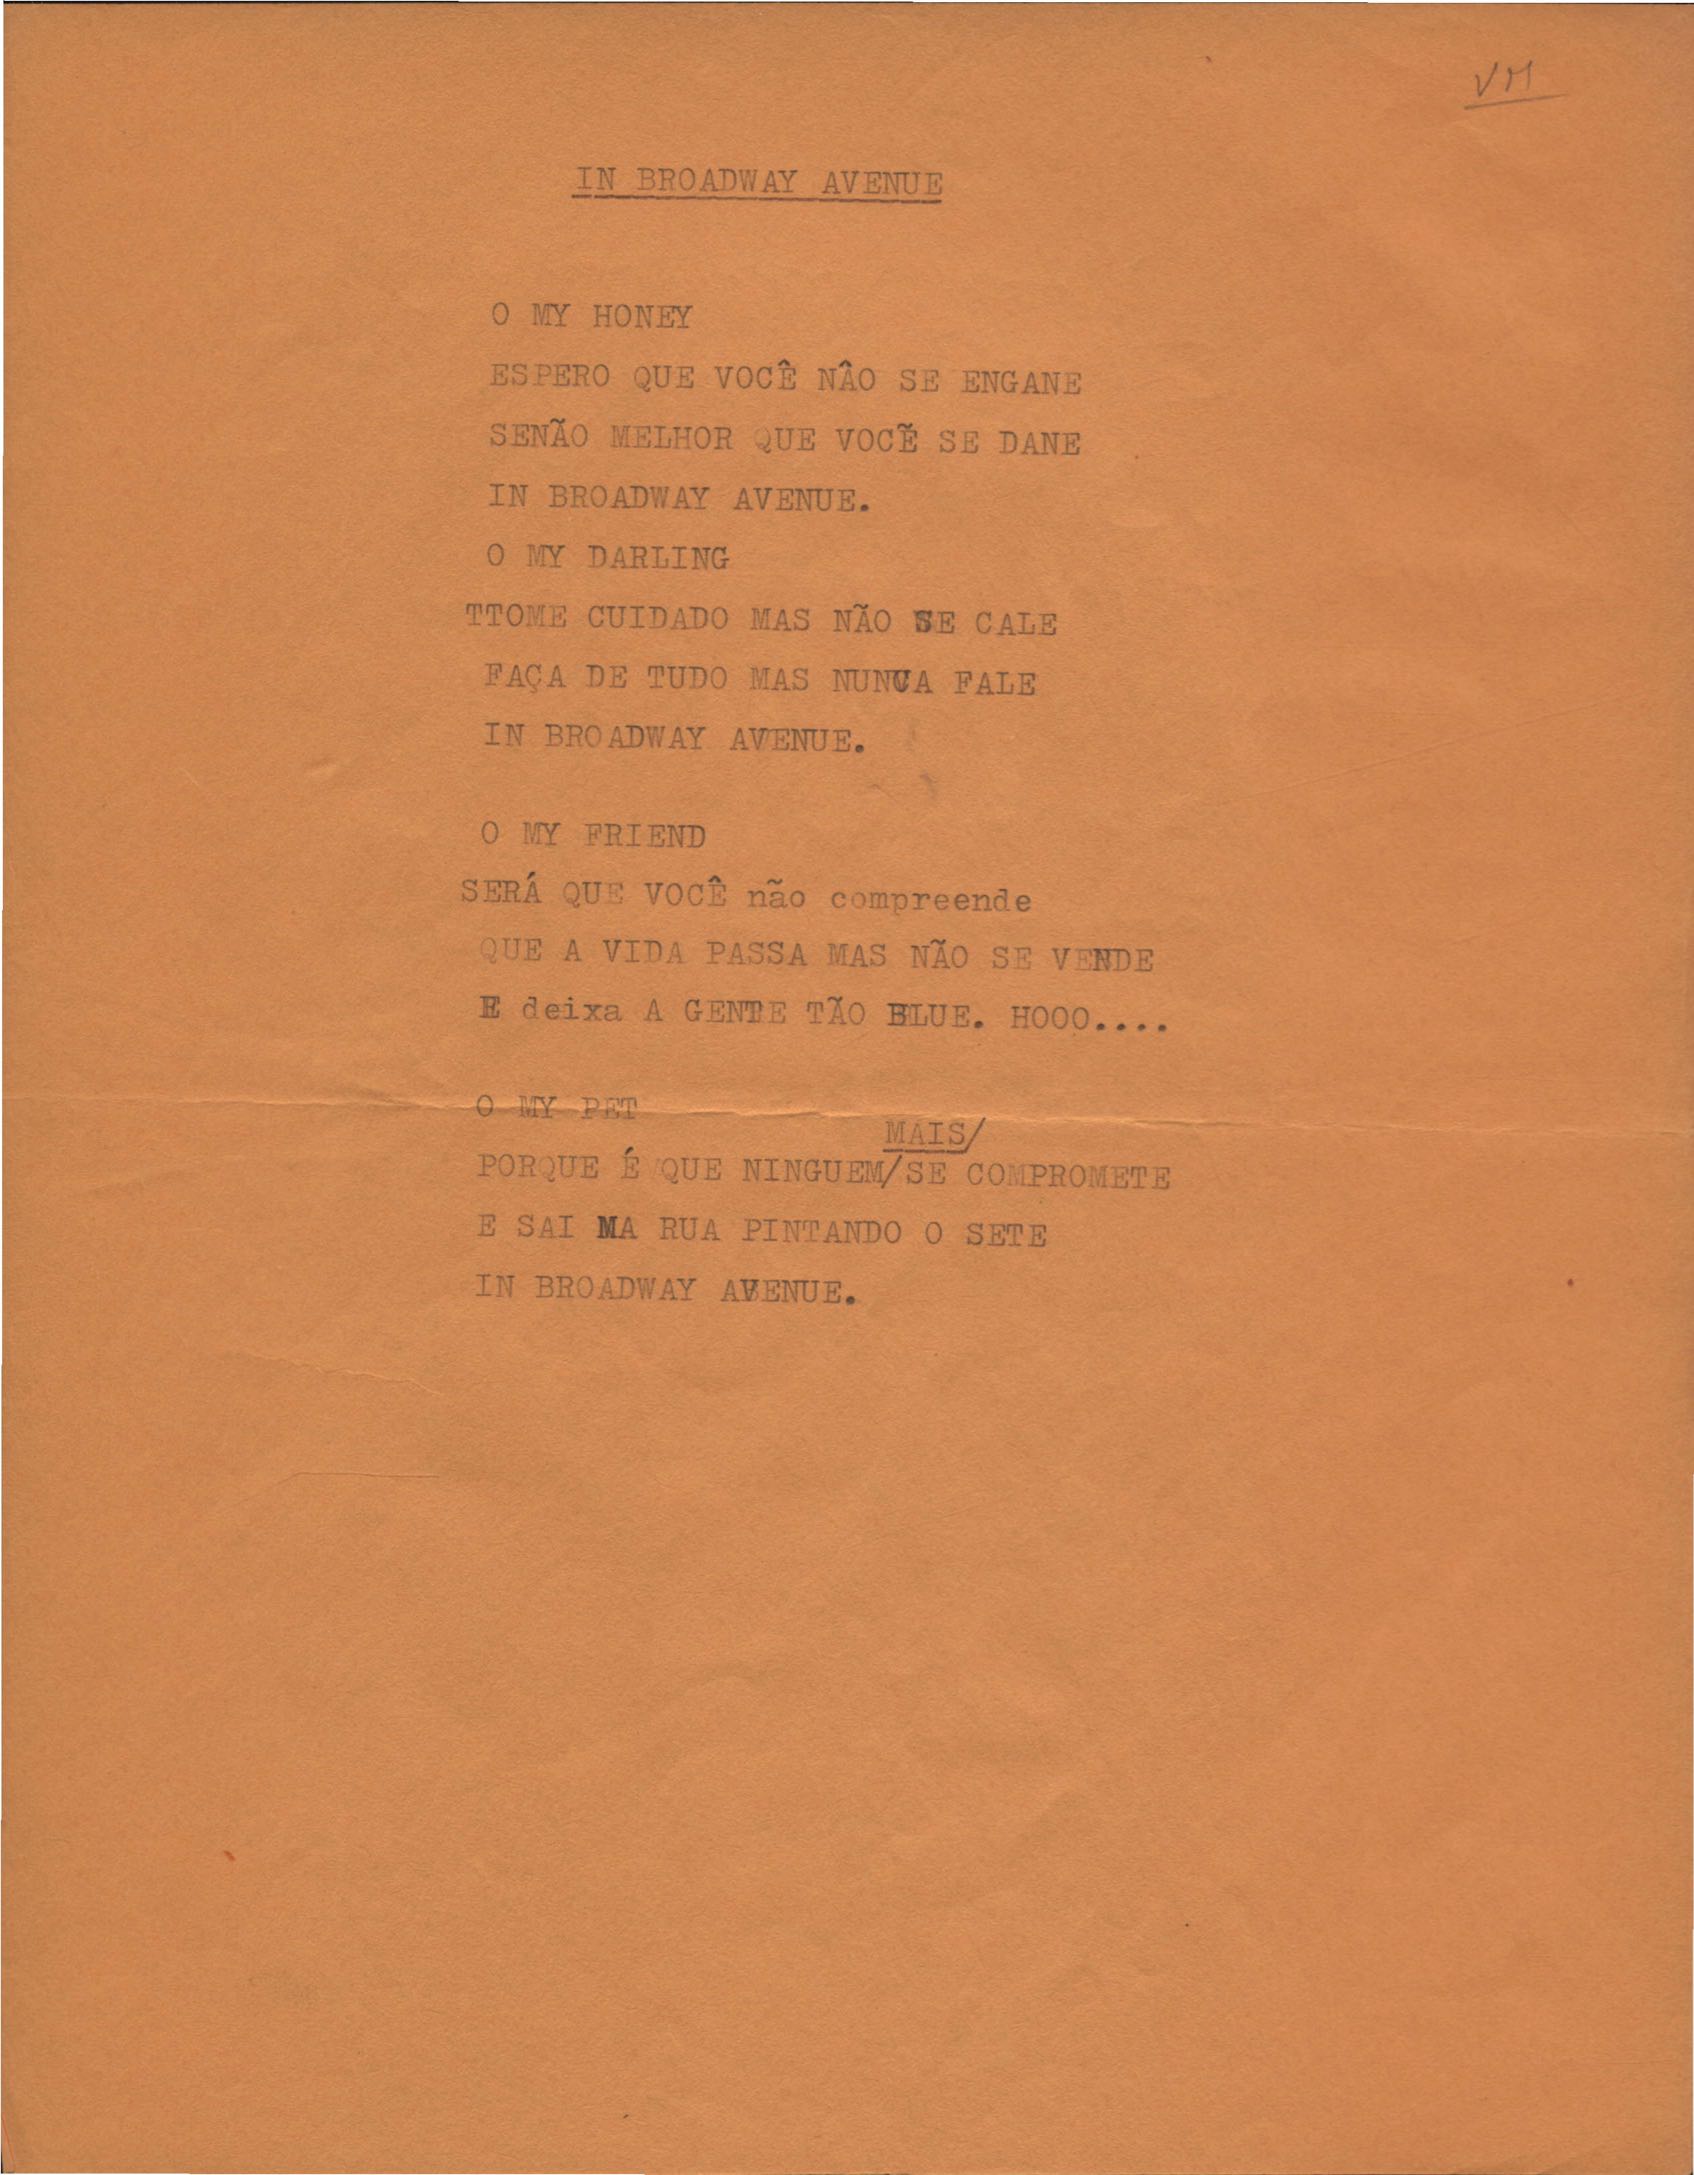 VM
IN BROADWAY AVENUE
O MY HONEY
ESPERO QUE VOCÊ NÂO SE ENGANE
SENÃO MELHOR QUE VOCÊ SE DANE
IN BROADWAY AVENUE.
O MY DARLING
TTOME CUIDADO MAS NÃO SE CALE
FAÇA DE TUDO MAS NUNCA FALE
IN BROADWAY AVENUE.
O MY FRIEND
SERÁ QUE VOCÊ não compreende
QUE A VIDA PASSA MAS NÃO SE VENDE
E deixa A GENTE TÃO BLUE. HOOO....
O MY PET
MAIS/
PORQUE É QUE NINGUEM/SE COMPROMETE
E SAI NA RUA PINTANDO O SETE
IN BROADWAY AVENUE.